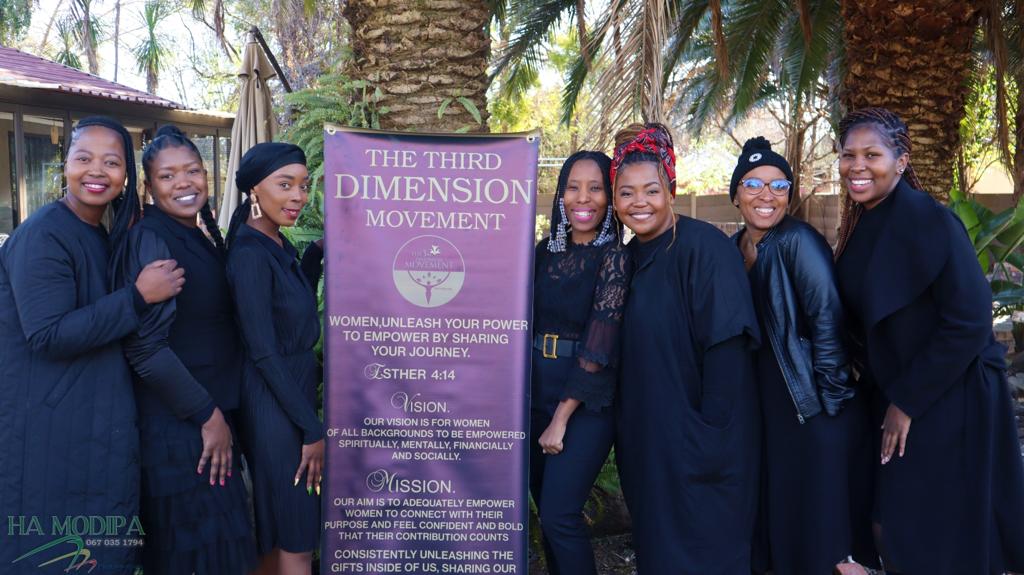 THE THIRD
DIMENSION
MOVEMENT
MOVEMENT
WOMEN,UNLEASH YOUR POWER
TO EMPOWER BY SHARING
YOUR JOURNEY.
ESTHER 4:14
VISION.
OUR VISION IS FOR WOMEN
OF ALL BACKGROUNDS TO BE EMPOWERED
SPIRITUALLY, MENTALLY, FINANCIALLY
AND SOCIALLY.
MISSION.
OUR AIM IS TO ADEQUATELY EMPOWER
WOMEN TO CONNECT WITH THEIR
PURPOSE AND FEEL CONFIDENT AND BOLD
THAT THEIR CONTRIBUTION COUNTS
CONSISTENTLY UNLEASHING THE
GIFTS INSIDE OF US, SHARING OUR
HA MODIPA
067 035 1794